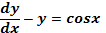 dy/dx − y = cosx